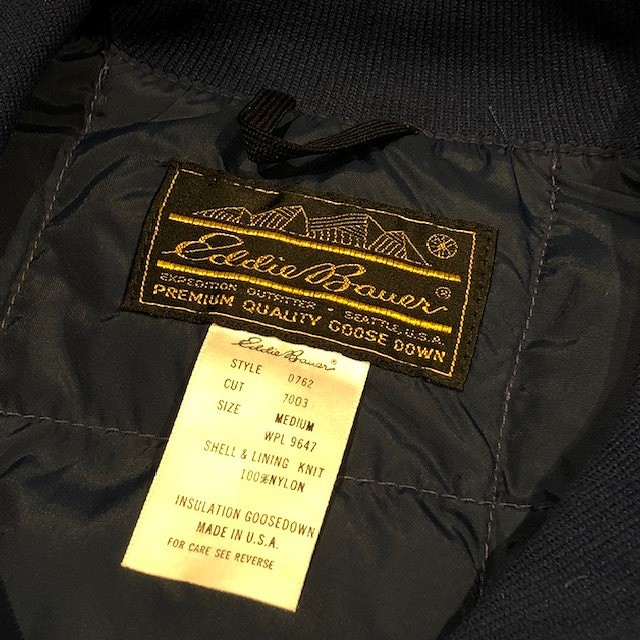 Eddie Bauer ®
EXPEDITION OUTFITTER · SEATTLE, U.S.A.
PREMIUM QUALITY GOOSE DOWN
Eddie Bauer ®
STYLE 0762
CUT 7003
SIZE MEDIUM
WPL 9647
SHELL & LINING KNIT
100% NYLON
INSULATION GOOSEDOWN
MADE IN U.S.A.
FOR CARE SEE REVERSE